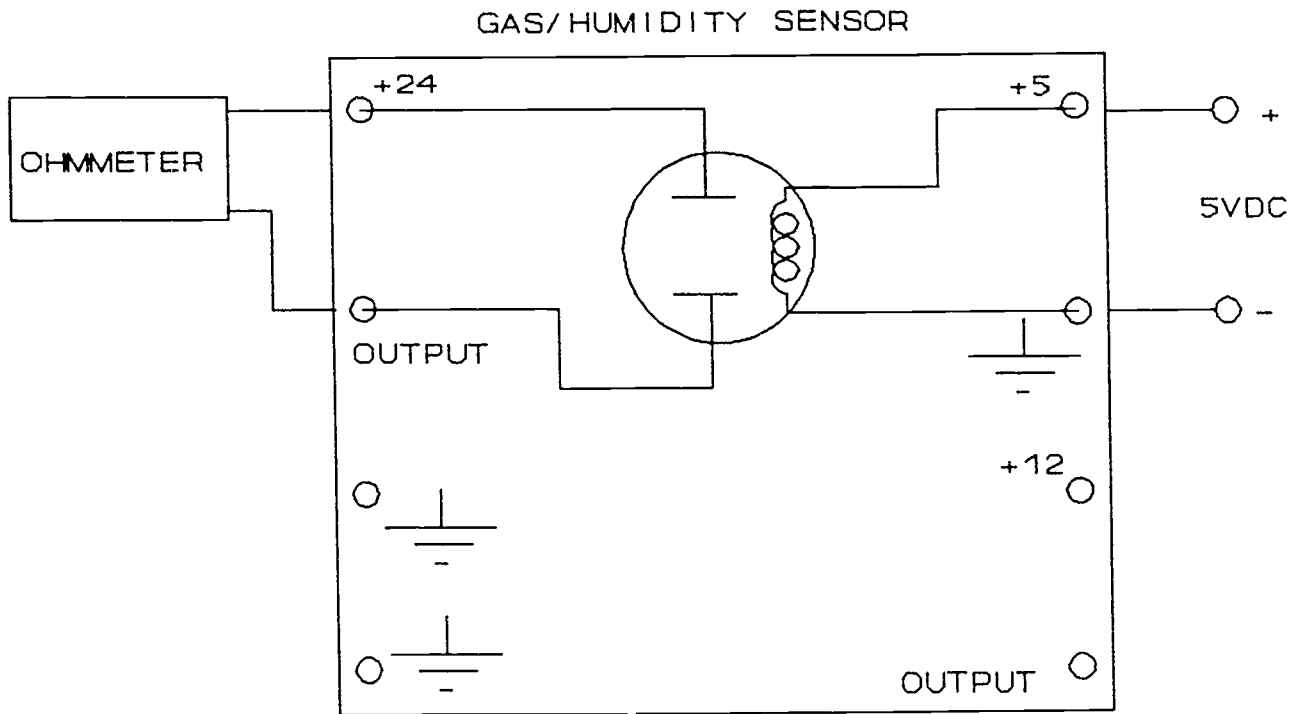 GAS/HUMIDITY SENSOR
+24
+5
+
OHMMETER
5VDC
-
OUTPUT
+12
OUTPUT